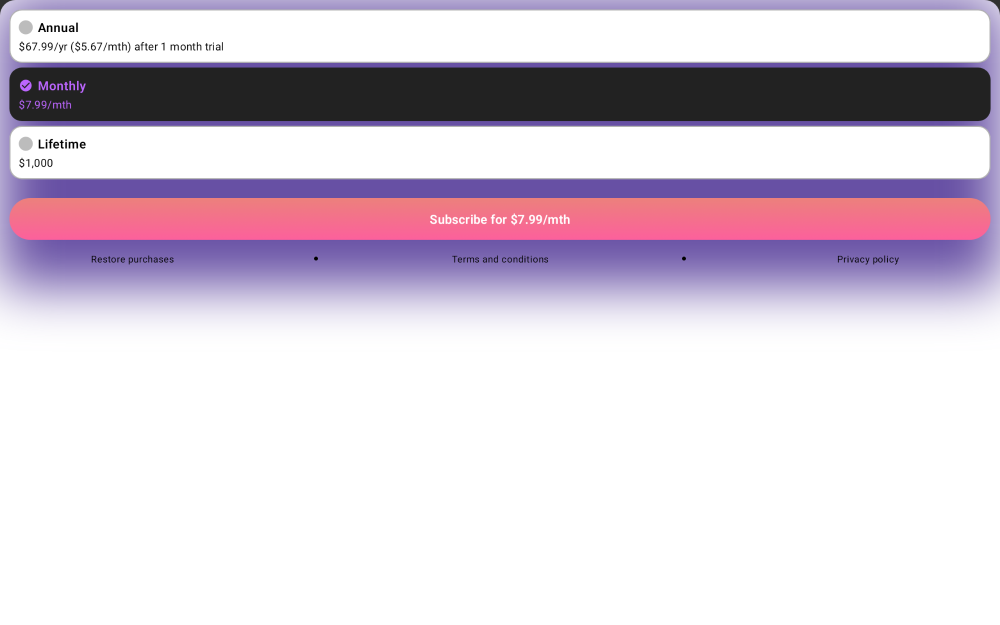 Annual
$67.99/yr ($5.67/mth) after 1 month trial
Monthly
$7.99/mth
Lifetime
$1,000
Subscribe for $7.99/mth
Restore purchases • Terms and conditions • Privacy policy